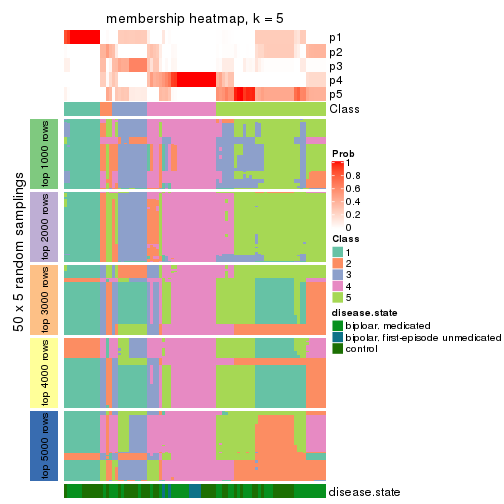 membership heatmap, k = 5
p1
p2
p3
p4
p5
Class
50 x 5 random samplings
top 1000 rows
top 2000 rows
top 3000 rows
top 4000 rows
top 5000 rows
Prob
1
0.8
0.6
0.4
0.2
0
Class
1
2
3
4
5
disease.state
biploar. medicated
bipolar. first-episode unmedicated
control
disease.state